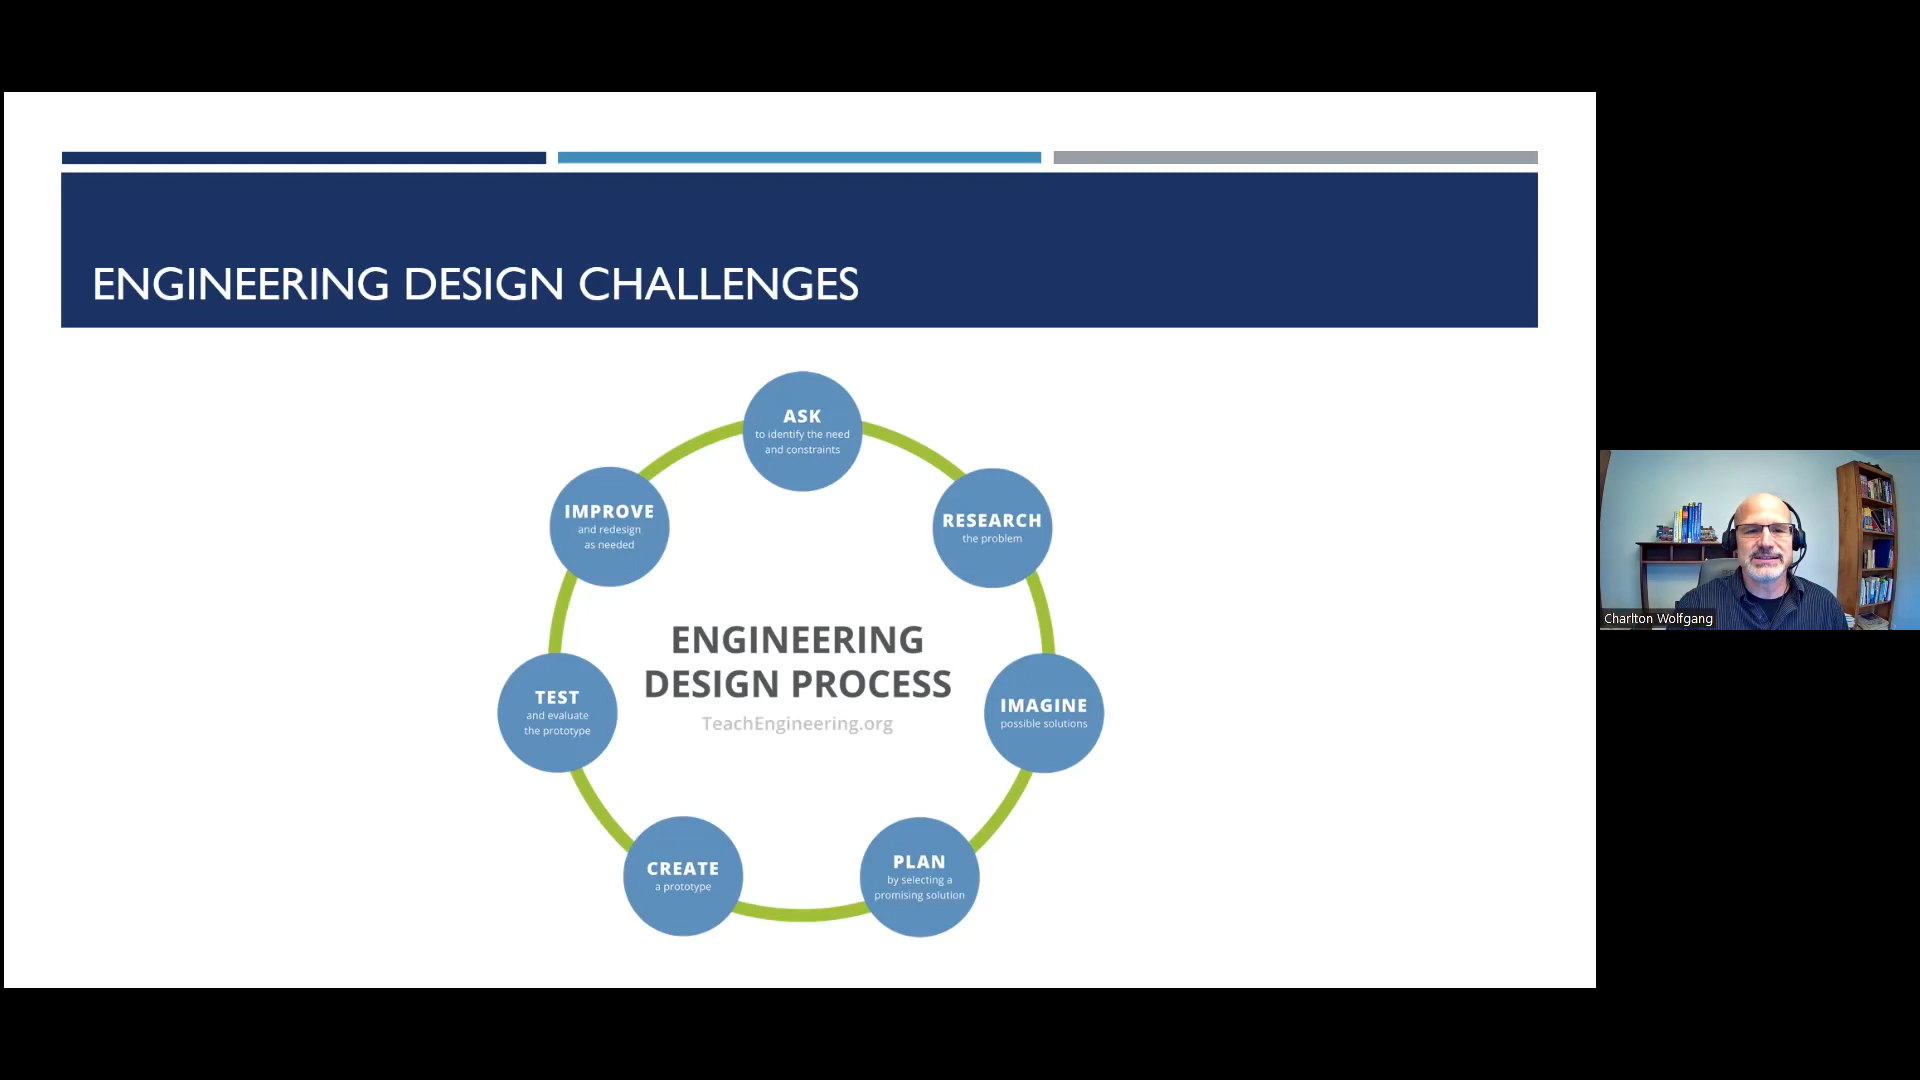 ENGINEERING DESIGN CHALLENGES
ASK
to identify the need
and constraints
RESEARCH
the problem
IMAGINE
possible solutions
PLAN
by selecting a
promising solution
CREATE
a prototype
TEST
and evaluate
the prototype
IMPROVE
and redesign
as needed
ENGINEERING
DESIGN PROCESS
TeachEngineering.org
Charlton Wolfgang